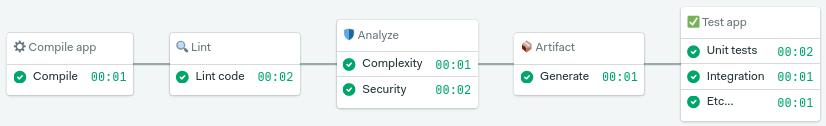 Compile app
Compile 00:01
Lint
Lint code 00:02
Analyze
Complexity 00:01
Security 00:02
Artifact
Generate 00:01
Test app
Unit tests 00:02
Integration 00:01
Etc... 00:01